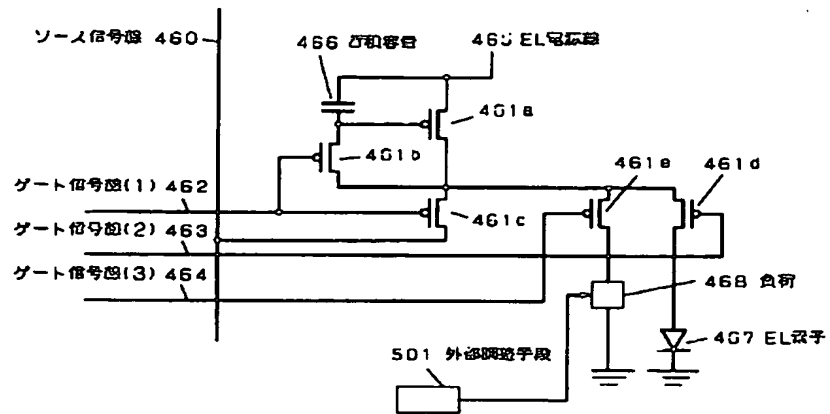 ソース信号線 460
466 蓄積容量
465 EL電源線
461a
461b
461e
461d
ゲート信号線(1) 462
461c
ゲート信号線(2) 463
ゲート信号線(3) 464
468 負荷
467 EL素子
501 外部調整手段